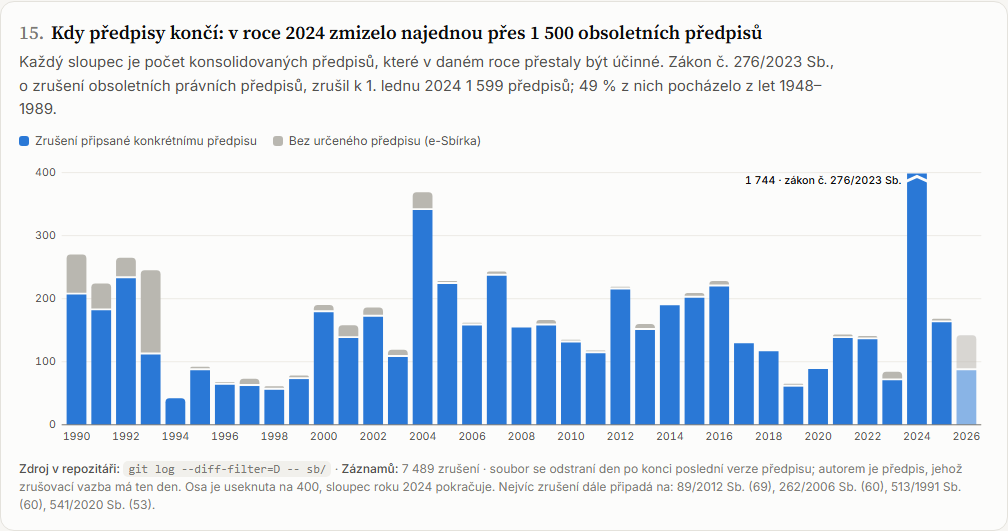 15. Kdy předpisy končí: v roce 2024 zmizelo najednou přes 1 500 obsoletních předpisů
Každý sloupec je počet konsolidovaných předpisů, které v daném roce přestaly být účinné. Zákon č. 276/2023 Sb.,
o zrušení obsoletních právních předpisů, zrušil k 1. lednu 2024 1 599 předpisů; 49 % z nich pocházelo z let 1948–
1989.
Zrušení připsané konkrétnímu předpisu Bez určeného předpisu (e-Sbírka)
400
1 744 · zákon č. 276/2023 Sb.
300
200
100
0
1990 1992 1994 1996 1998 2000 2002 2004 2006 2008 2010 2012 2014 2016 2018 2020 2022 2024 2026
Zdroj v repozitáři: git log --diff-filter=D -- sb/ · Záznamů: 7 489 zrušení · soubor se odstraní den po konci poslední verze předpisu; autorem je předpis, jehož
zrušovací vazba má ten den. Osa je useknuta na 400, sloupec roku 2024 pokračuje. Nejvíc zrušení dále připadá na: 89/2012 Sb. (69), 262/2006 Sb. (60), 513/1991 Sb.
(60), 541/2020 Sb. (53).